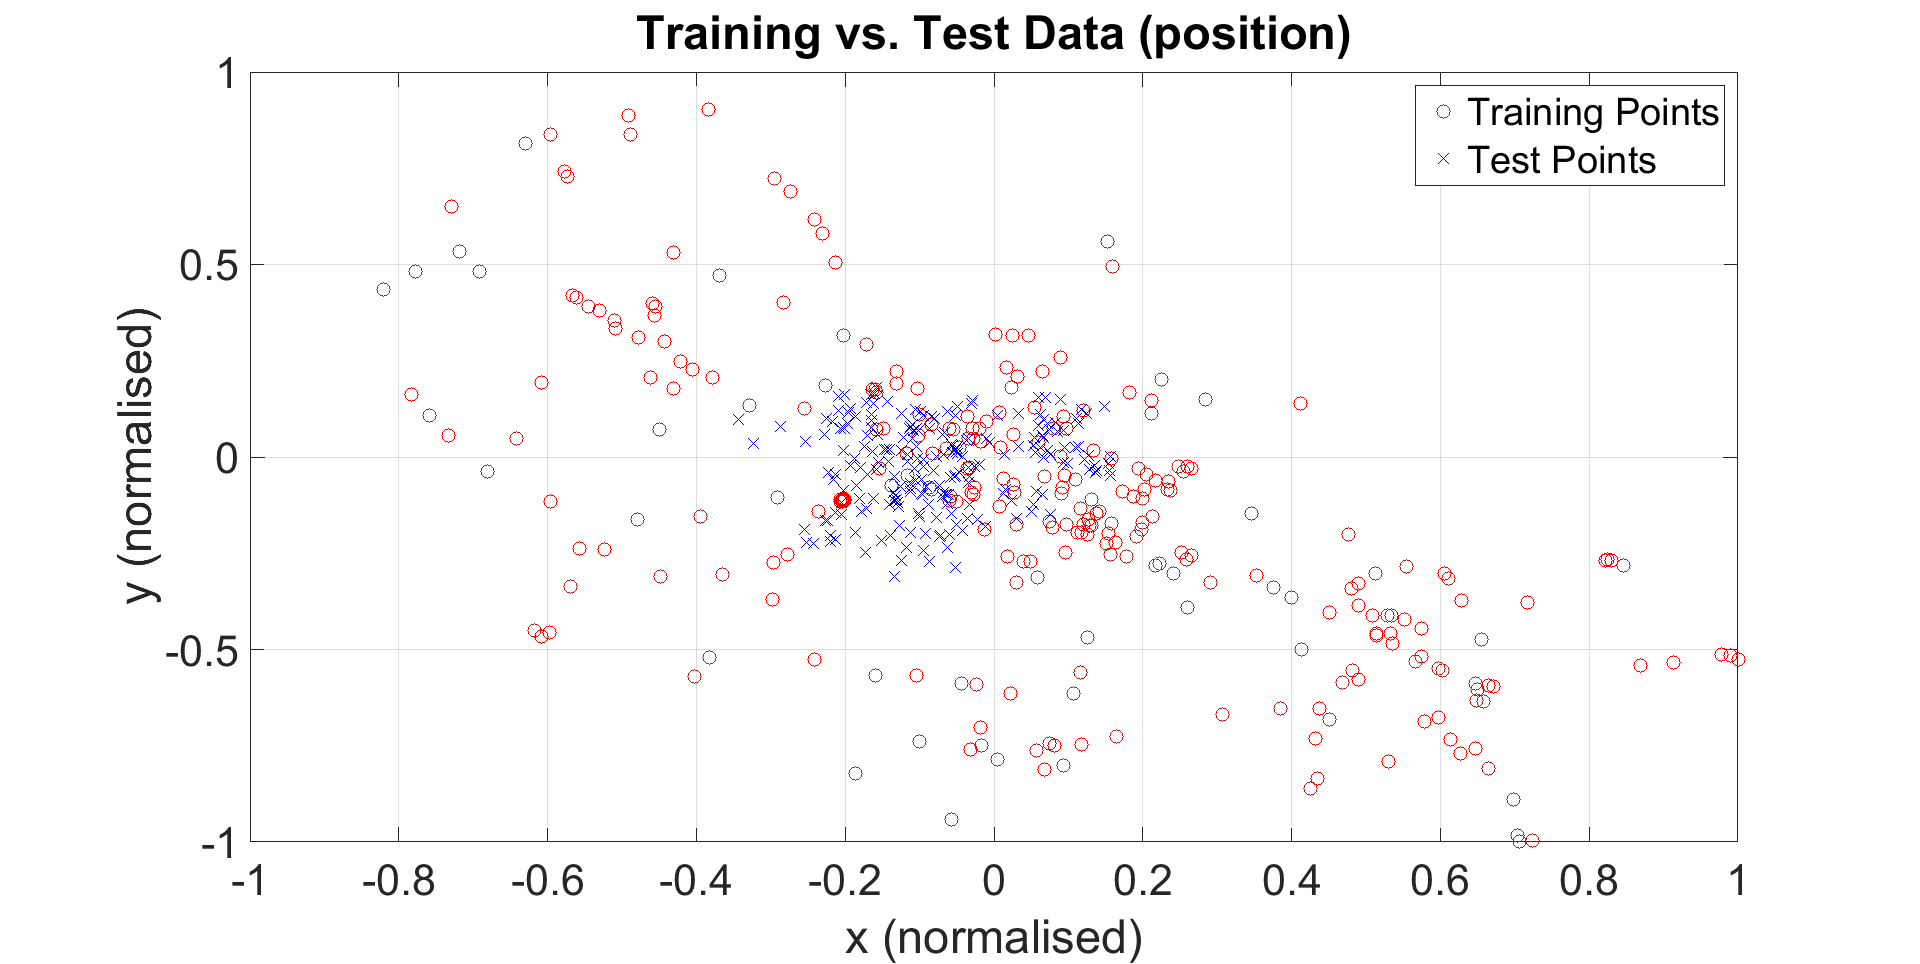 Training vs. Test Data (position)
Training Points
Test Points
1
0.5
0
-0.5
-1
y (normalised)
-1 -0.8 -0.6 -0.4 -0.2 0 0.2 0.4 0.6 0.8 1
x (normalised)